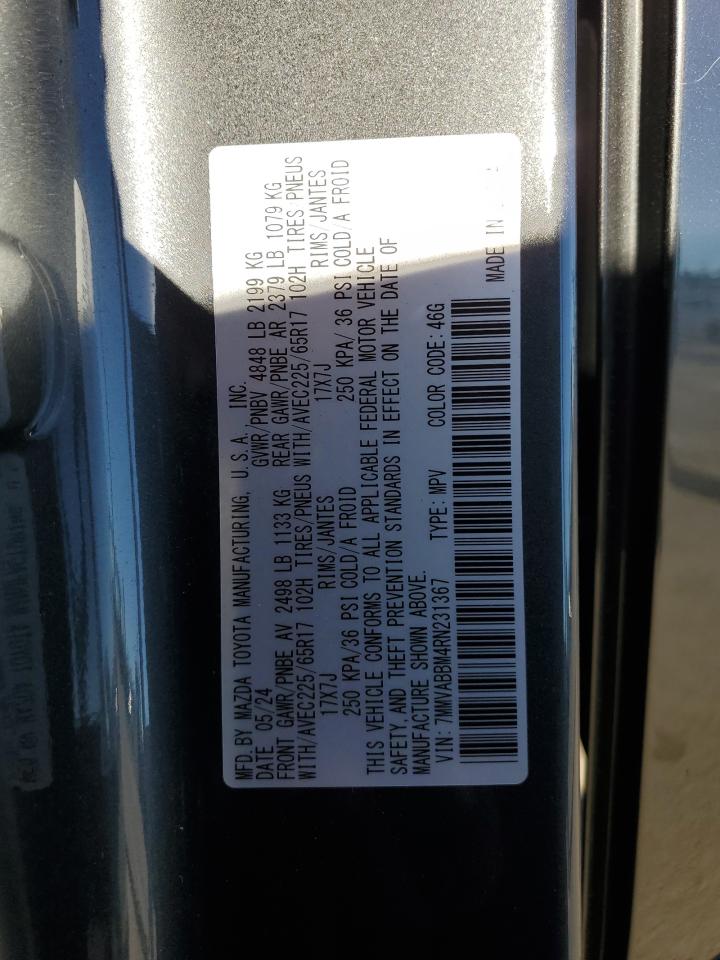 MFD.BY MAZDA TOYOTA MANUFACTURING, U.S.A., INC.
DATE 05/24 GVWR/PNBV 4848 LB 2199 KG
FRONT GAWR/PNBE AV 2498 LB 1133 KG REAR GAWR/PNBE AR 2379 LB 1079 KG
WITH/AVEC225/65R17 102H TIRES/PNEUS WITH/AVEC225/65R17 102H TIRES PNEUS
17X7J RIMS/JANTES 17X7J RIMS/JANTES
250 KPA/36 PSI COLD/A FROID 250 KPA/36 PSI COLD/A FROID
THIS VEHICLE CONFORMS TO ALL APPLICABLE FEDERAL MOTOR VEHICLE
SAFETY, AND THEFT PREVENTION STANDARDS IN EFFECT ON THE DATE OF
MANUFACTURE SHOWN ABOVE.
VIN: 7MMVABBM4RN231367 TYPE: MPV COLOR CODE: 46G MADE IN